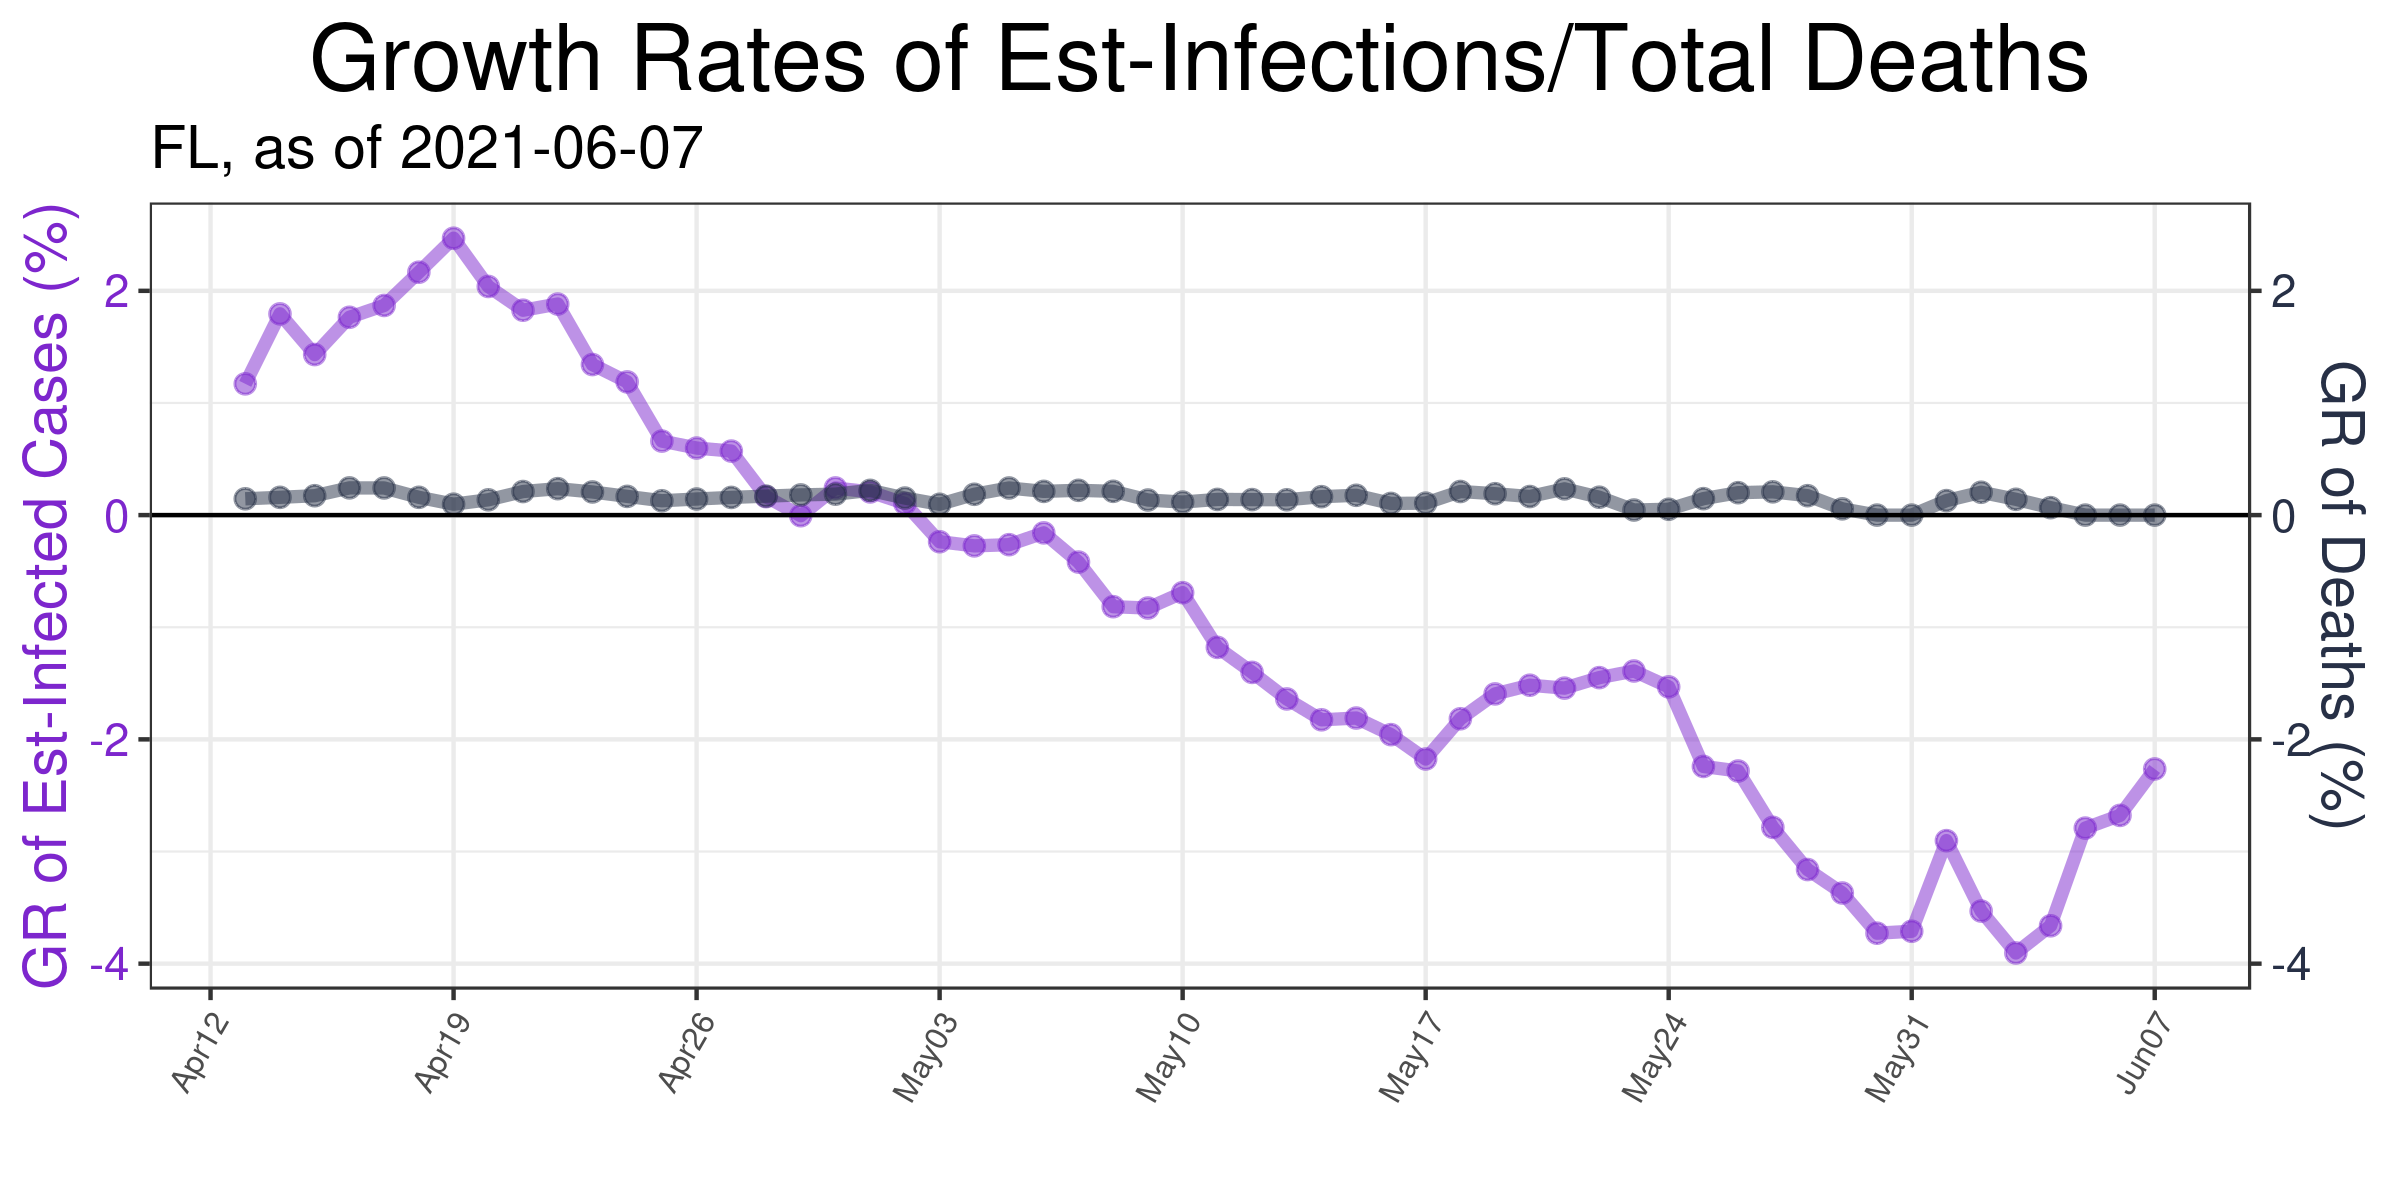 Growth Rates of Est-Infections/Total Deaths
FL, as of 2021-06-07
GR of Est-Infected Cases (%)
2
0
-2
-4
2
0
-2
-4
GR of Deaths (%)
Apr12
Apr19
Apr26
May03
May10
May17
May24
May31
Jun07